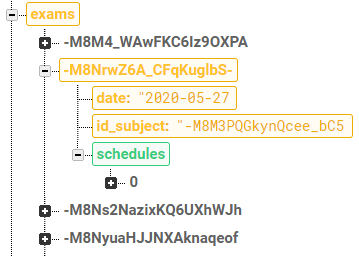 exams
-M8M4_WAwFKC6Iz9OXPA
-M8NrwZ6A_CFqKuglbS-
date: "2020-05-27
id_subject: "-M8M3PQGkynQcee_bC5
schedules
0
-M8Ns2NazixKQ6UXhWJh
-M8NyuaHJJNXAknaqeof